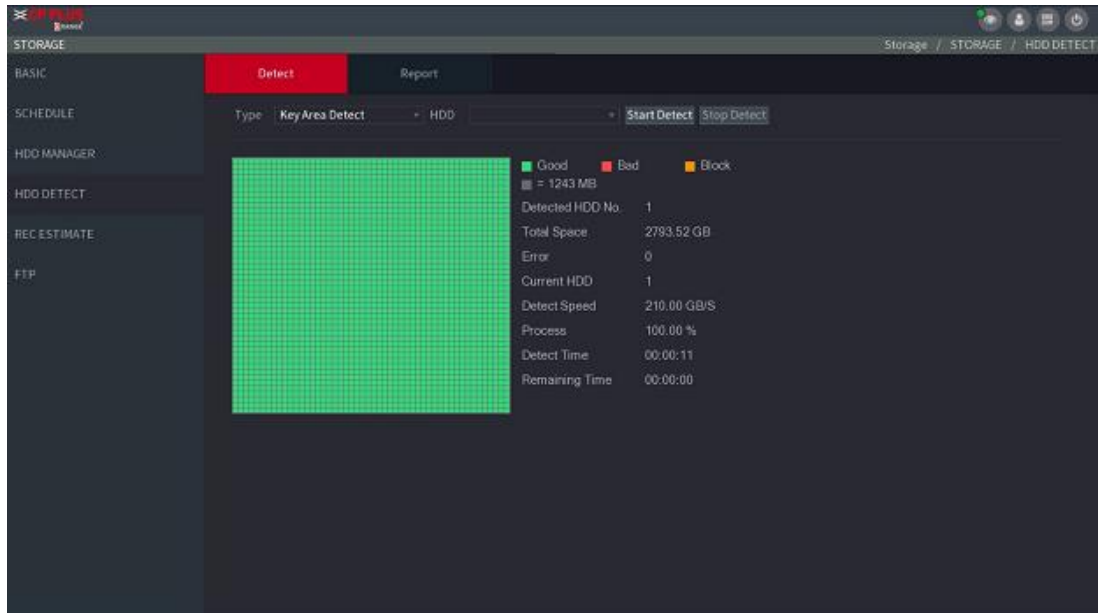 CP PLUS
STORAGE
Storage / STORAGE / HDD DETECT
BASIC
SCHEDULE
HDD MANAGER
HDD DETECT
REC ESTIMATE
FTP
Detect Report
Type Key Area Detect HDD Start Detect Stop Detect
Good Bad Block
= 1243 MB
Detected HDD No. 1
Total Space 2793.52 GB
Error 0
Current HDD 1
Detect Speed 210.00 GB/S
Process 100.00 %
Detect Time 00:00:11
Remaining Time 00:00:00